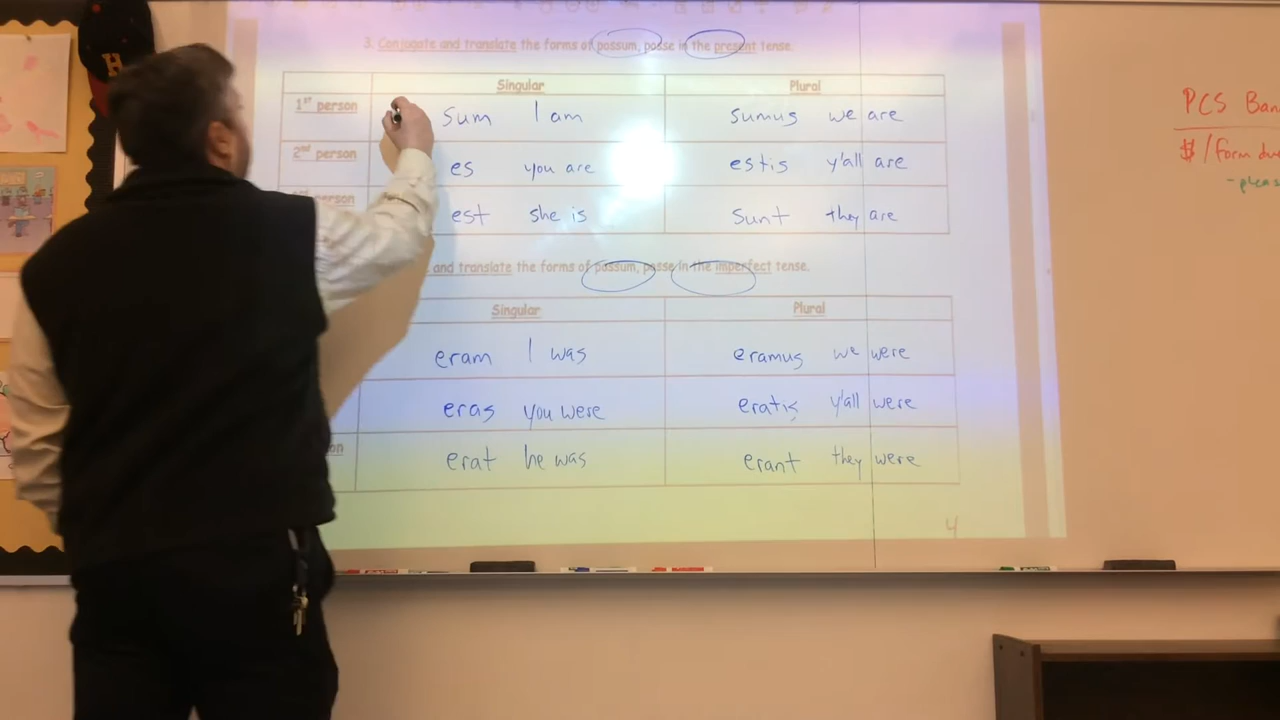 3. Conjugate and translate the forms of possum, posse in the present tense.
Singular Plural
1st person sum I am sumus we are
2nd person es you are estis y'all are
person est she is sunt they are
and translate the forms of possum, posse in the imperfect tense.
Singular Plural
eram I was eramus we were
eras you were eratis y'all were
erat he was erant they were
4
PCS Ban
$/form du
- pleas
H